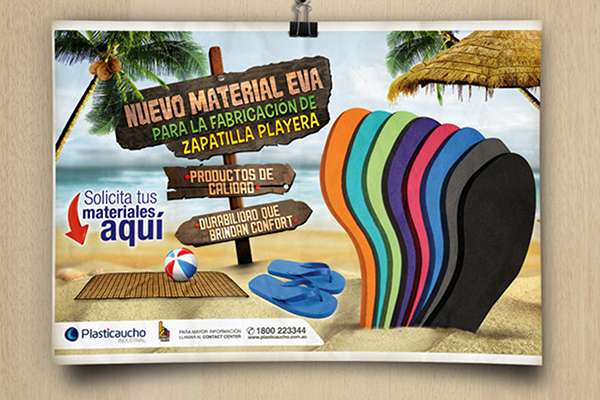 NUEVO MATERIAL EVA
PARA LA FABRICACIÓN DE
ZAPATILLA PLAYERA
PRODUCTOS DE
CALIDAD
DURABILIDAD QUE
BRINDAN CONFORT
Solicita tus
materiales
aquí
Plasticaucho
INDUSTRIAL
PARA MAYOR INFORMACIÓN
LLAMAR AL CONTACT CENTER
1800 223344
www.plasticaucho.com.ec